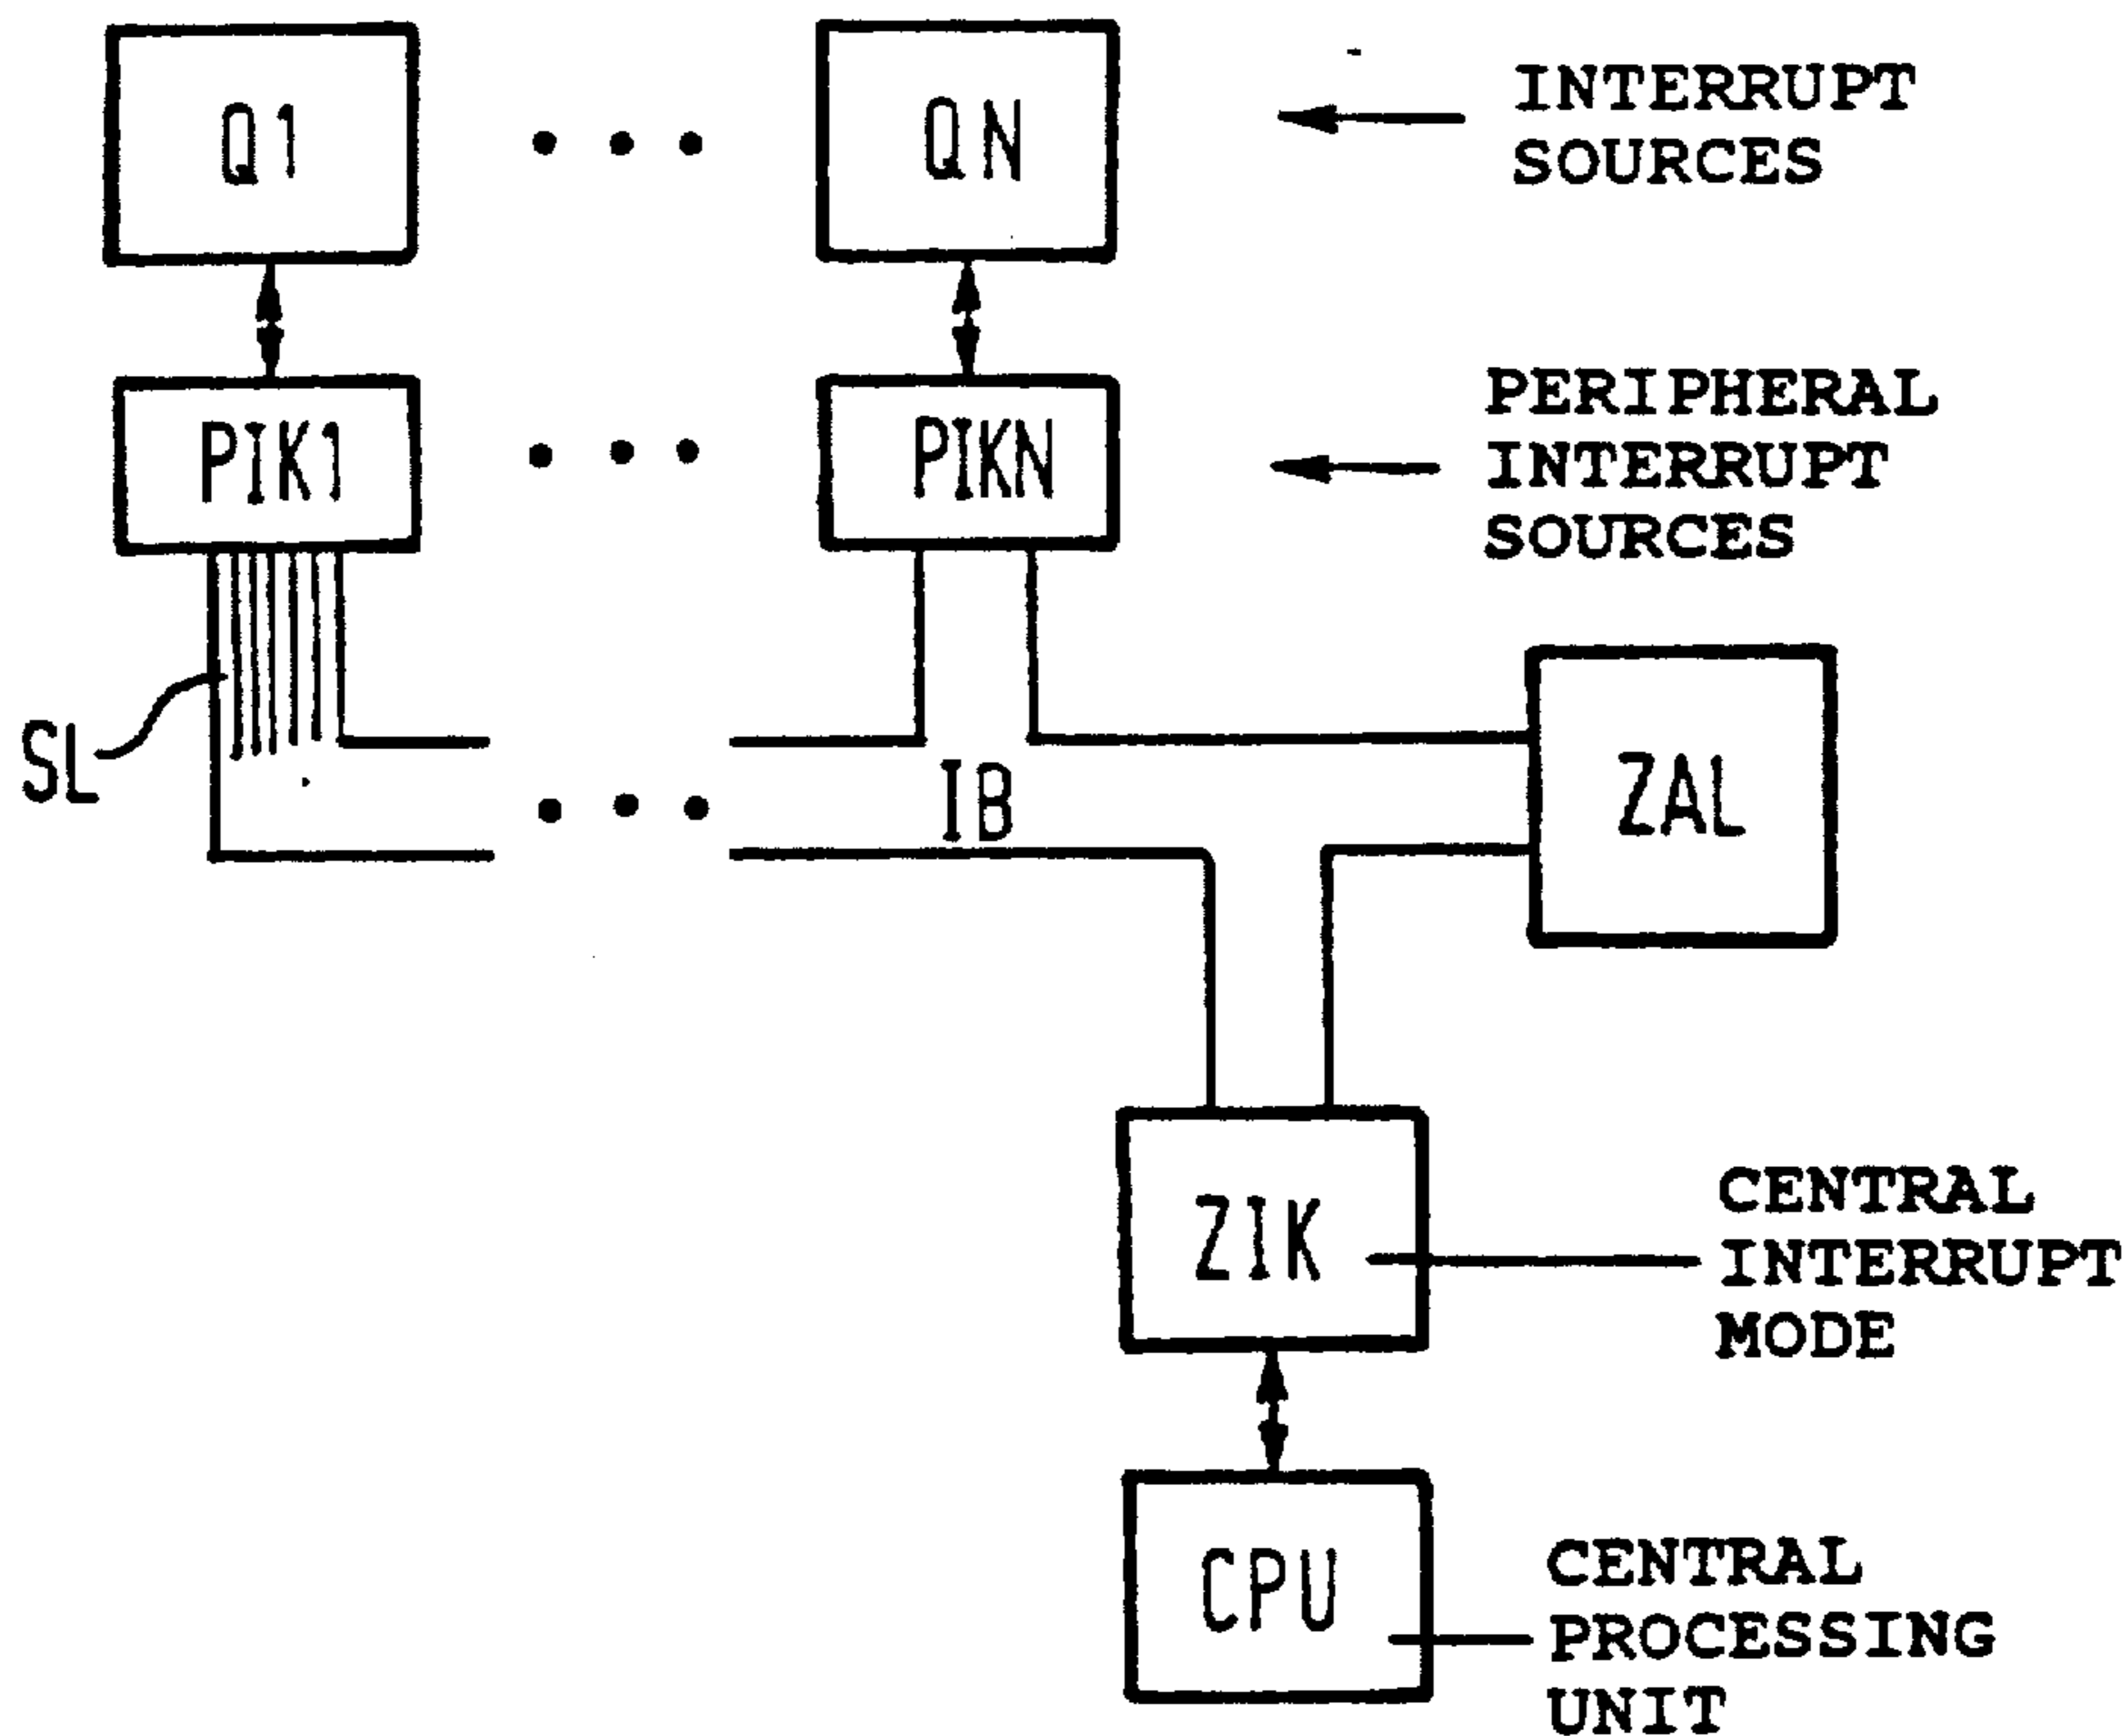 Q1
QN
INTERRUPT
SOURCES
PIK1
PIKN
PERIPHERAL
INTERRUPT
SOURCES
SL
IB
ZAL
ZIK
CENTRAL
INTERRUPT
MODE
CPU
CENTRAL
PROCESSING
UNIT